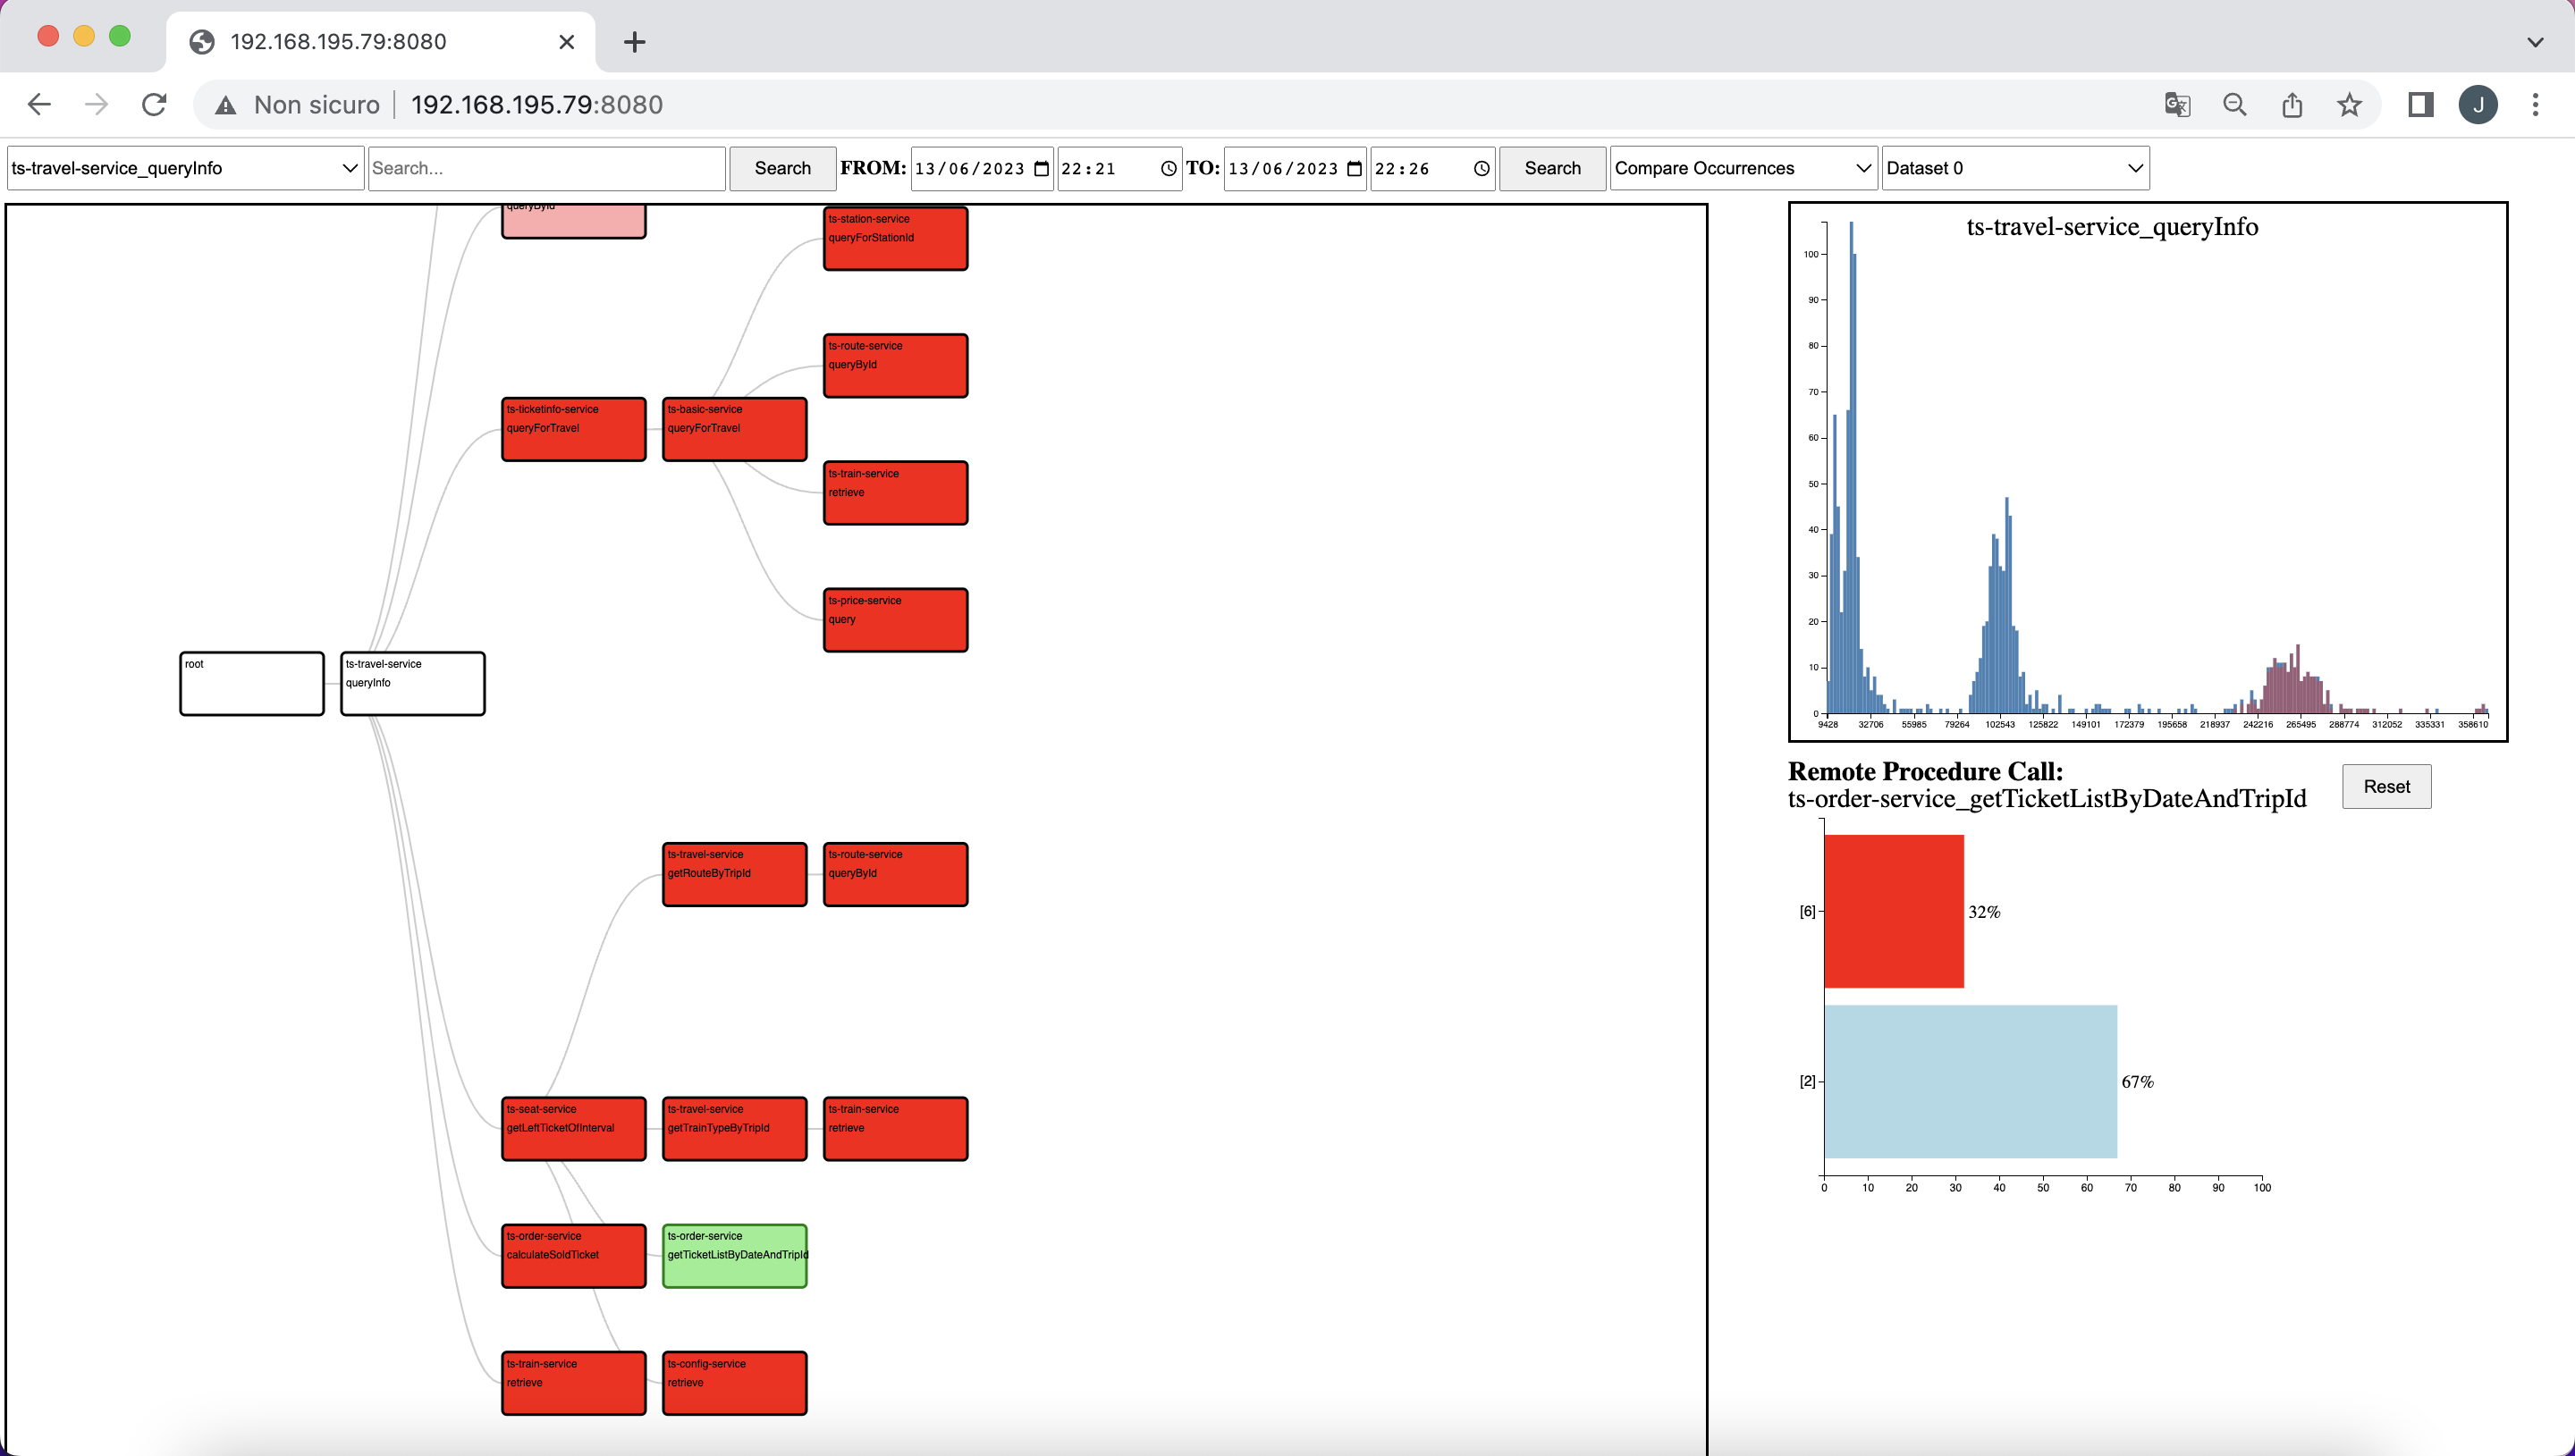 192.168.195.79:8080
Non sicuro 192.168.195.79:8080 J
ts-travel-service_queryInfo Search... Search FROM: 13/06/2023 22:21 TO: 13/06/2023 22:26 Search Compare Occurrences Dataset 0
queryById
ts-station-service
queryForStationId
ts-route-service
queryById
ts-ticketinfo-service
queryForTravel
ts-basic-service
queryForTravel
ts-train-service
retrieve
ts-price-service
query
root
ts-travel-service
queryInfo
ts-travel-service
getRouteByTripId
ts-route-service
queryById
ts-seat-service
getLeftTicketOfInterval
ts-travel-service
getTrainTypeByTripId
ts-train-service
retrieve
ts-order-service
calculateSoldTicket
ts-order-service
getTicketListByDateAndTripId
ts-train-service
retrieve
ts-config-service
retrieve
ts-travel-service_queryInfo
100
90
80
70
60
50
40
30
20
10
0
9428 32706 55985 79264 102543 125822 149101 172379 195658 218937 242216 265495 288774 312052 335331 358610
Remote Procedure Call:
ts-order-service_getTicketListByDateAndTripId
Reset
[6] 32%
[2] 67%
0 10 20 30 40 50 60 70 80 90 100